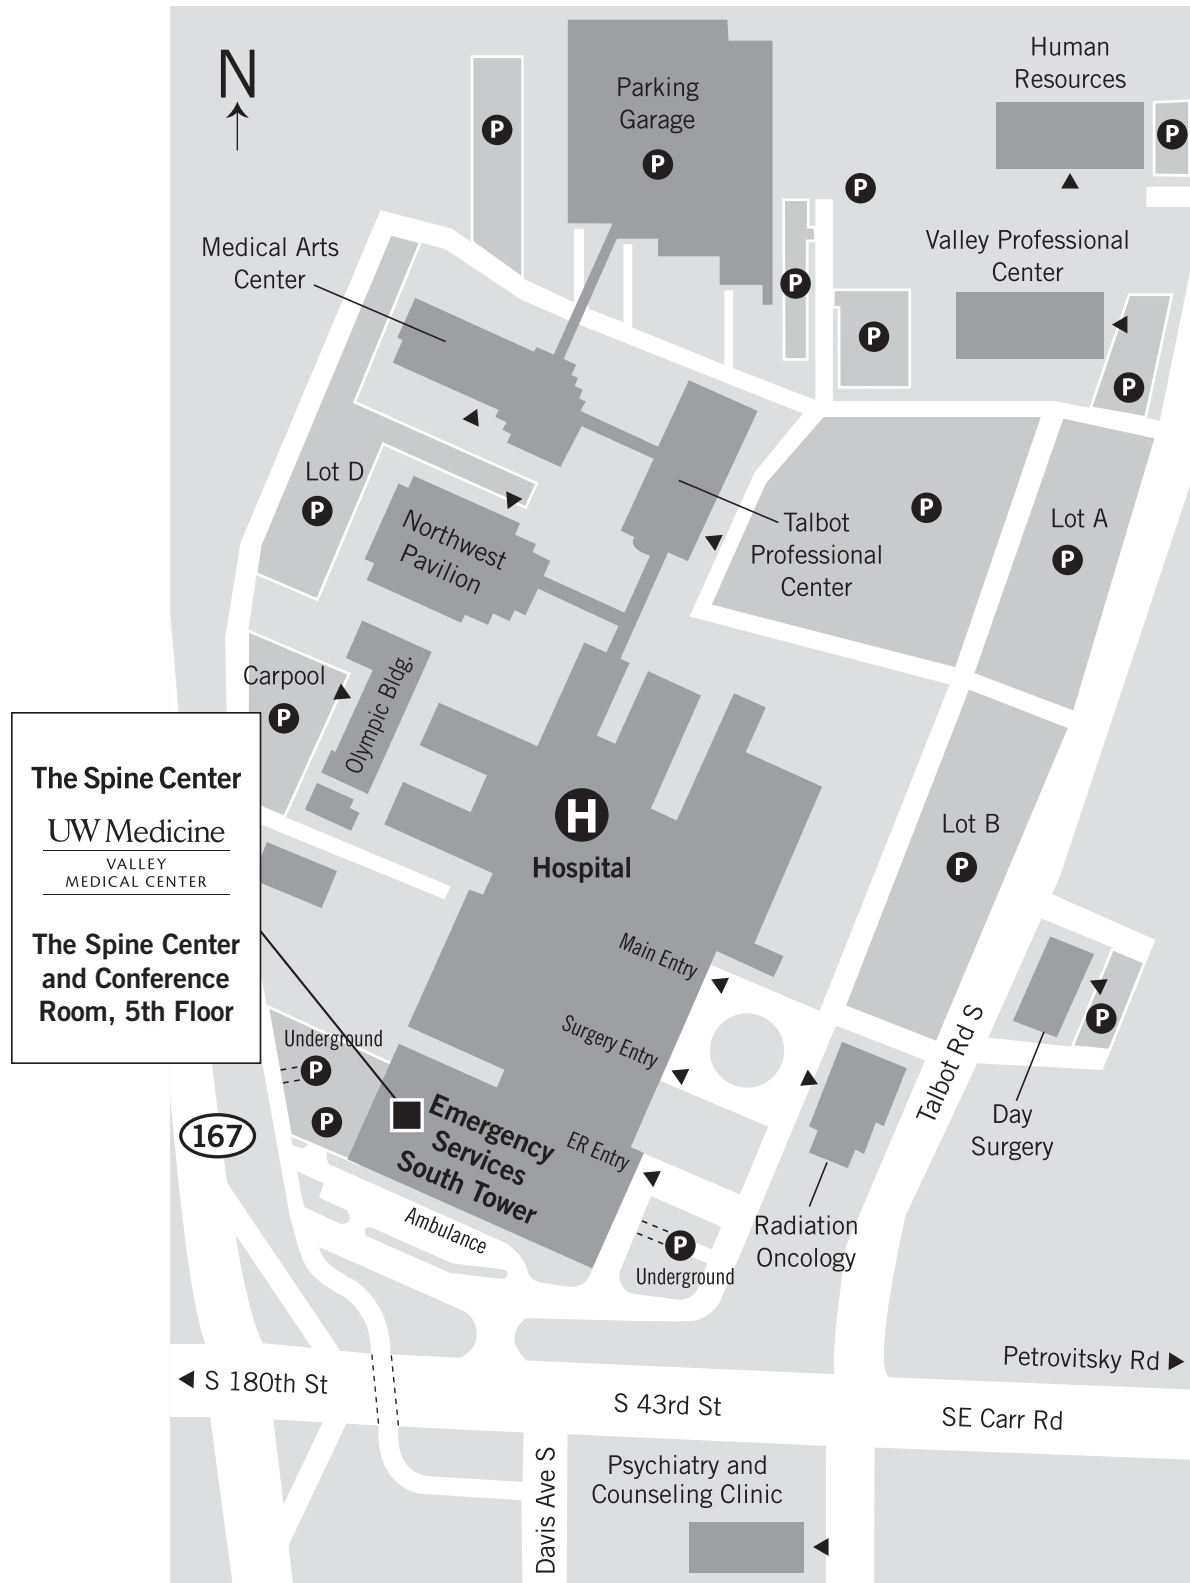 N
P
Parking
Garage
P
Human
Resources
P
P
Medical Arts
Center
Valley Professional
Center
P
P
P
Lot D
P
Northwest
Pavilion
Talbot
Professional
Center
P
Lot A
P
Carpool
P
Olympic Bldg.
The Spine Center
UW Medicine
VALLEY
MEDICAL CENTER
The Spine Center
and Conference
Room, 5th Floor
H
Hospital
Lot B
P
Main Entry
Surgery Entry
ER Entry
Underground
P
P
167
Emergency
Services
South Tower
Ambulance
P
Underground
Radiation
Oncology
Talbot Rd S
P
Day
Surgery
Petrovitsky Rd
S 180th St
S 43rd St
SE Carr Rd
Davis Ave S
Psychiatry and
Counseling Clinic